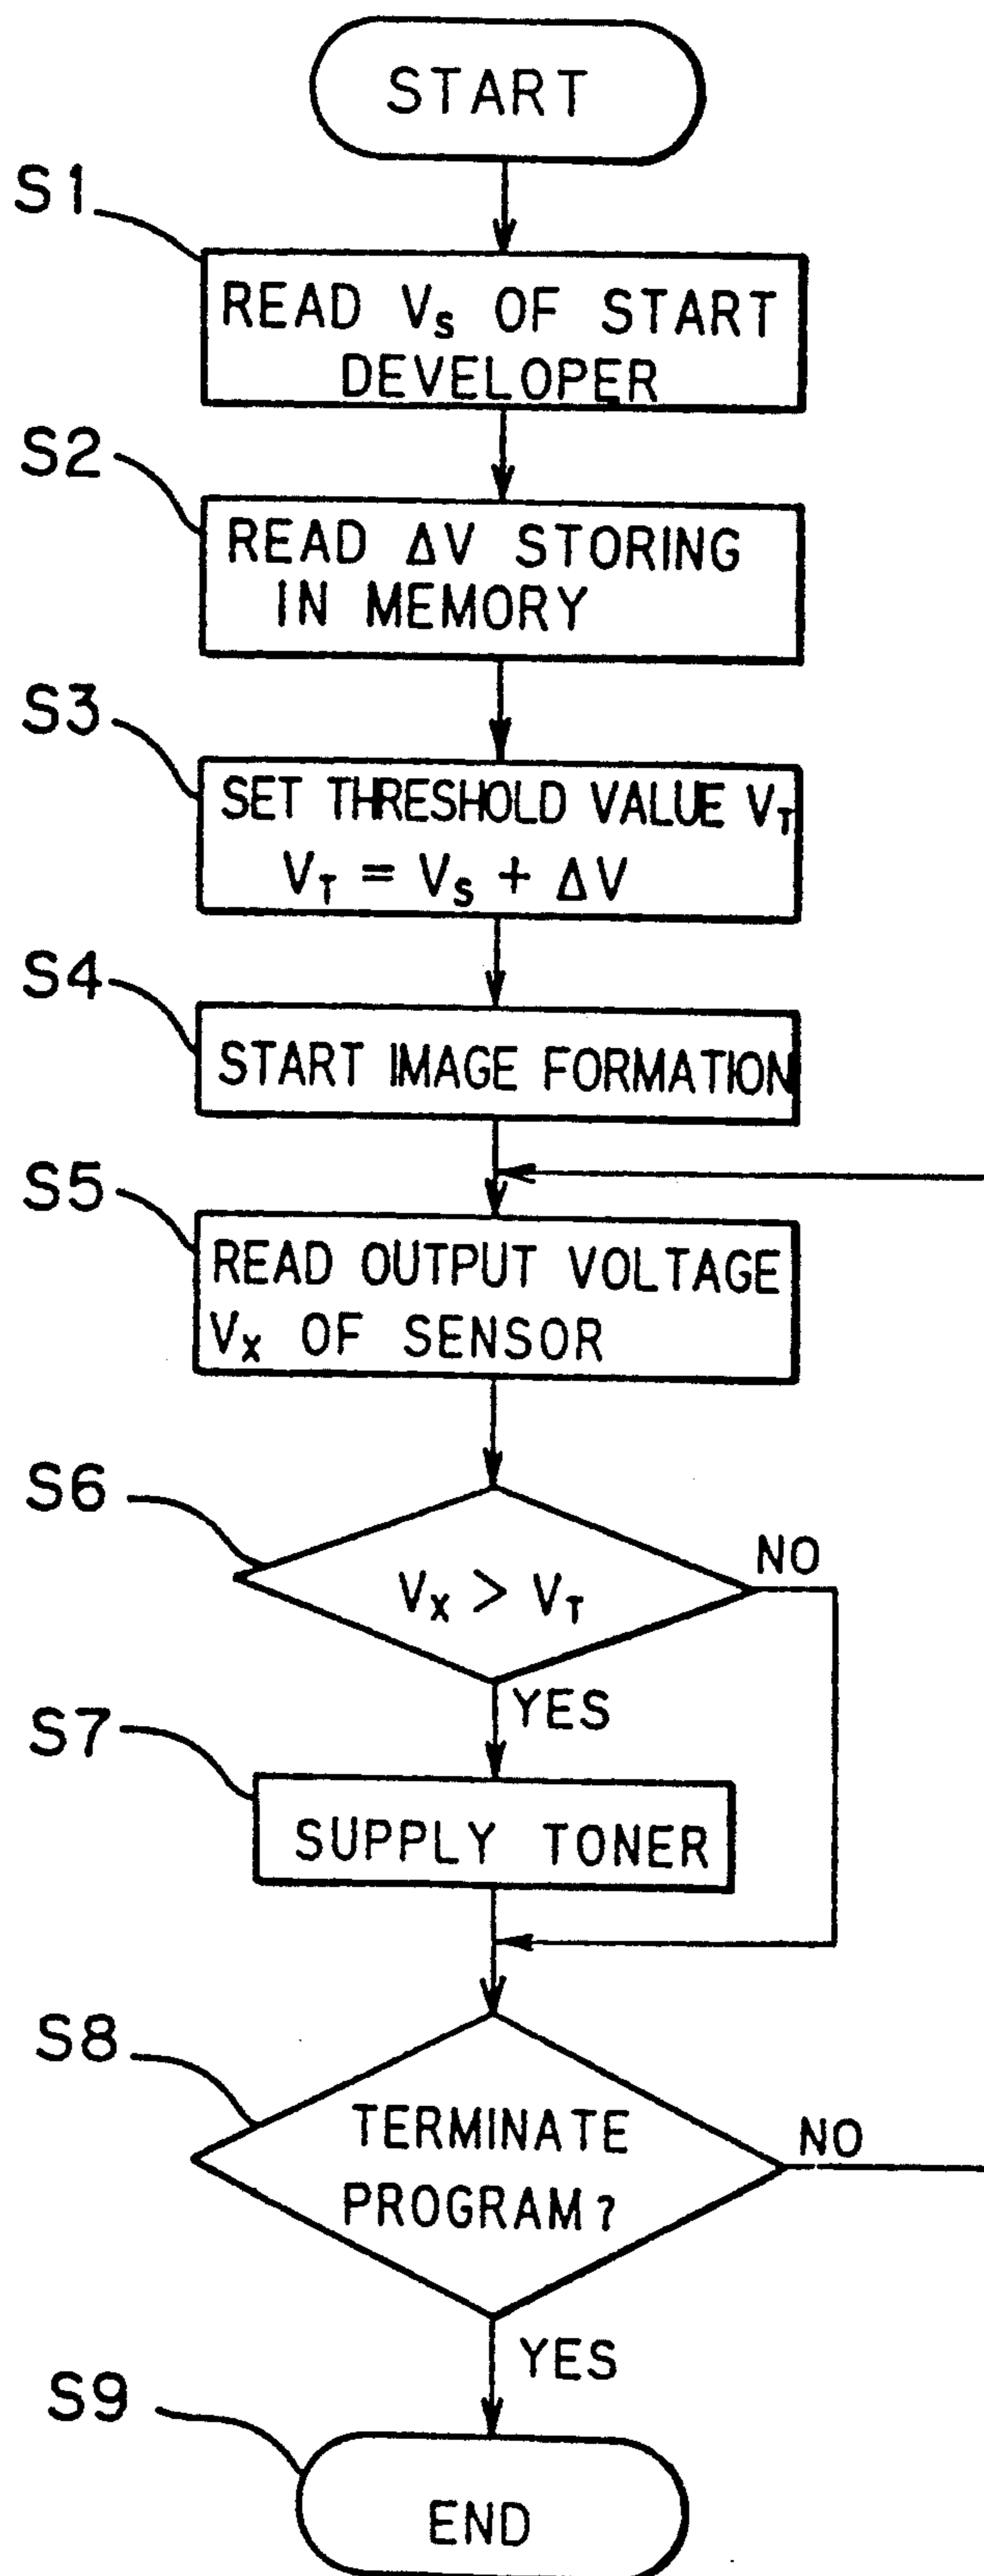 START
S1
READ Vs OF START
DEVELOPER
S2
READ ΔV STORING
IN MEMORY
S3
SET THRESHOLD VALUE VT
VT = Vs + ΔV
S4
START IMAGE FORMATION
S5
READ OUTPUT VOLTAGE
Vx OF SENSOR
S6
Vx > VT
NO
YES
S7
SUPPLY TONER
S8
TERMINATE
PROGRAM?
NO
YES
S9
END